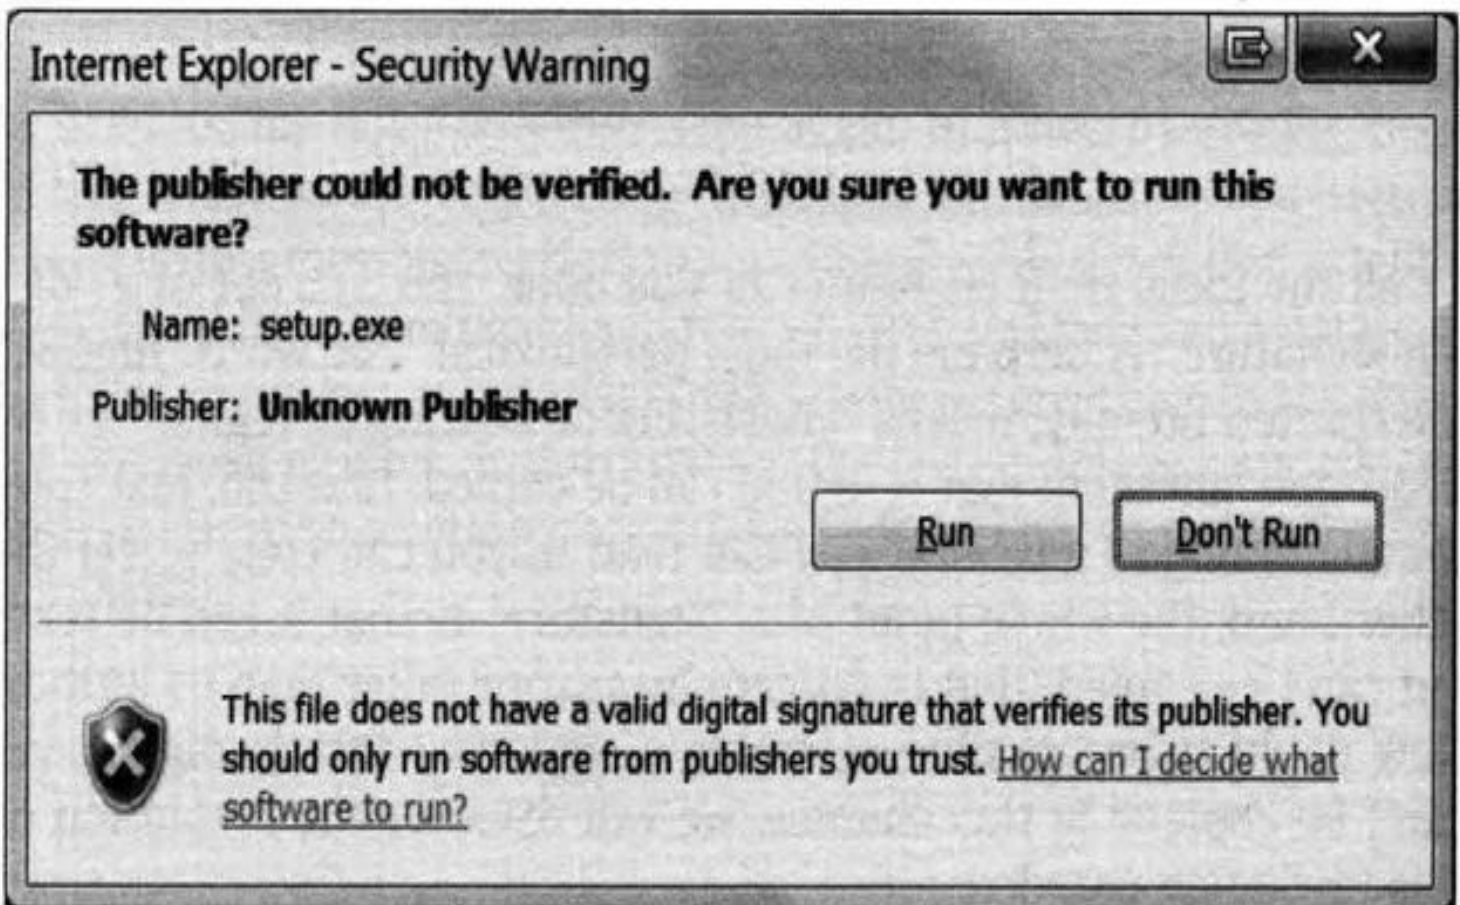 Internet Explorer - Security Warning
The publisher could not be verified. Are you sure you want to run this
software?
Name: setup.exe
Publisher: Unknown Publisher
Run Don't Run
This file does not have a valid digital signature that verifies its publisher. You
should only run software from publishers you trust. How can I decide what
software to run?